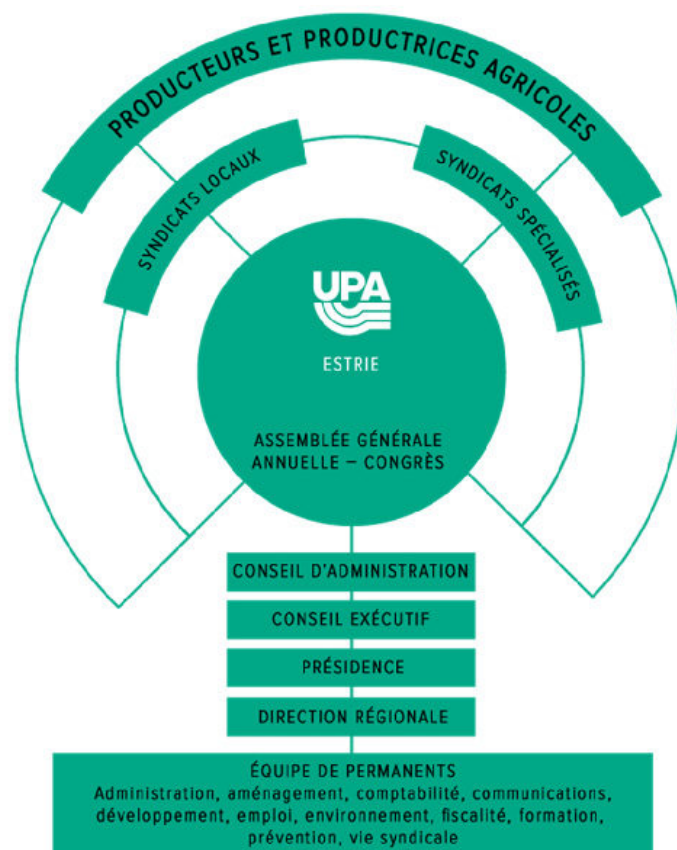 PRODUCTEURS ET PRODUCTRICES AGRICOLES
SYNDICATS LOCAUX
SYNDICATS SPÉCIALISÉS
UPA
ESTRIE
ASSEMBLÉE GÉNÉRALE
ANNUELLE – CONGRÈS
CONSEIL D'ADMINISTRATION
CONSEIL EXÉCUTIF
PRÉSIDENCE
DIRECTION RÉGIONALE
ÉQUIPE DE PERMANENTS
Administration, aménagement, comptabilité, communications,
développement, emploi, environnement, fiscalité, formation,
prévention, vie syndicale